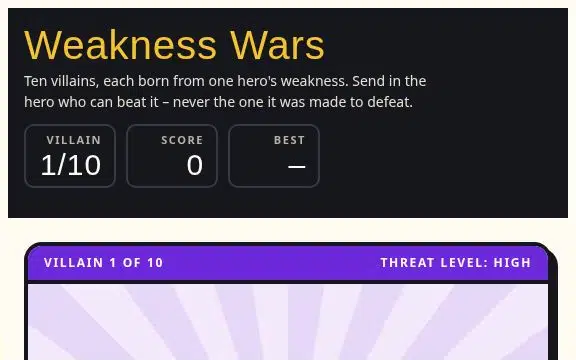 Weakness Wars
Ten villains, each born from one hero's weakness. Send in the
hero who can beat it – never the one it was made to defeat.
VILLAIN SCORE BEST
1/10 0 –
VILLAIN 1 OF 10 THREAT LEVEL: HIGH